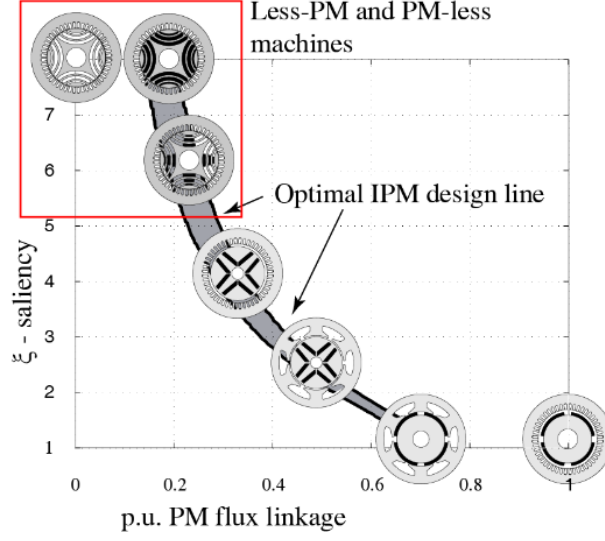 Less-PM and PM-less
machines
7
6
Optimal IPM design line
5
4
3
2
1
ξ - saliency
0
0.2
0.4
0.6
0.8
1
p.u. PM flux linkage